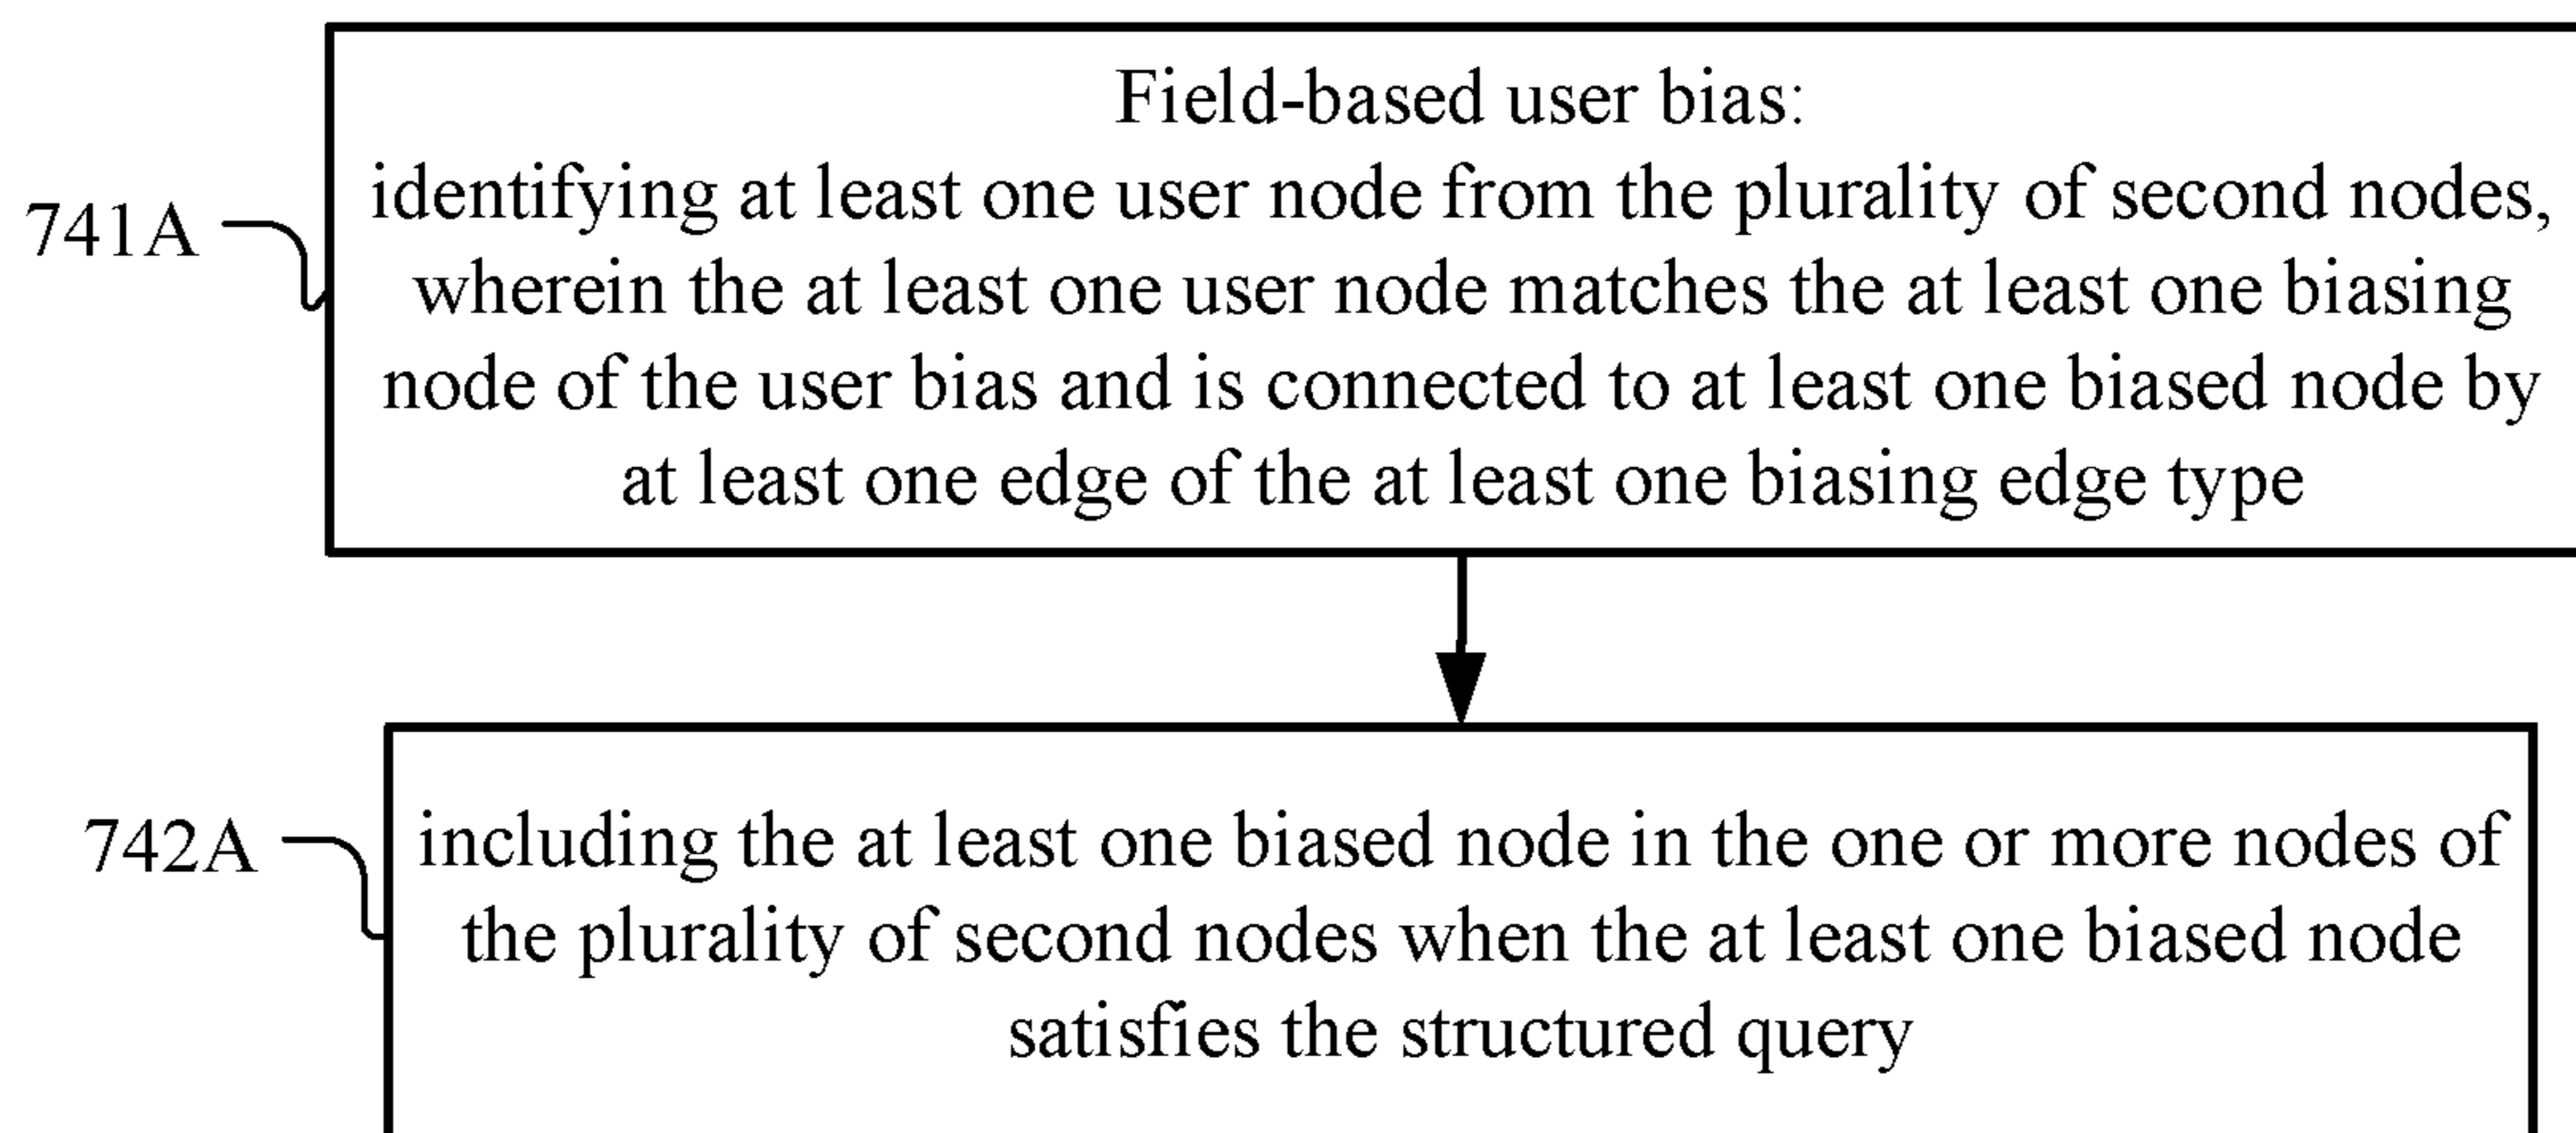 Field-based user bias:
741A
identifying at least one user node from the plurality of second nodes,
wherein the at least one user node matches the at least one biasing
node of the user bias and is connected to at least one biased node by
at least one edge of the at least one biasing edge type
742A
including the at least one biased node in the one or more nodes of
the plurality of second nodes when the at least one biased node
satisfies the structured query